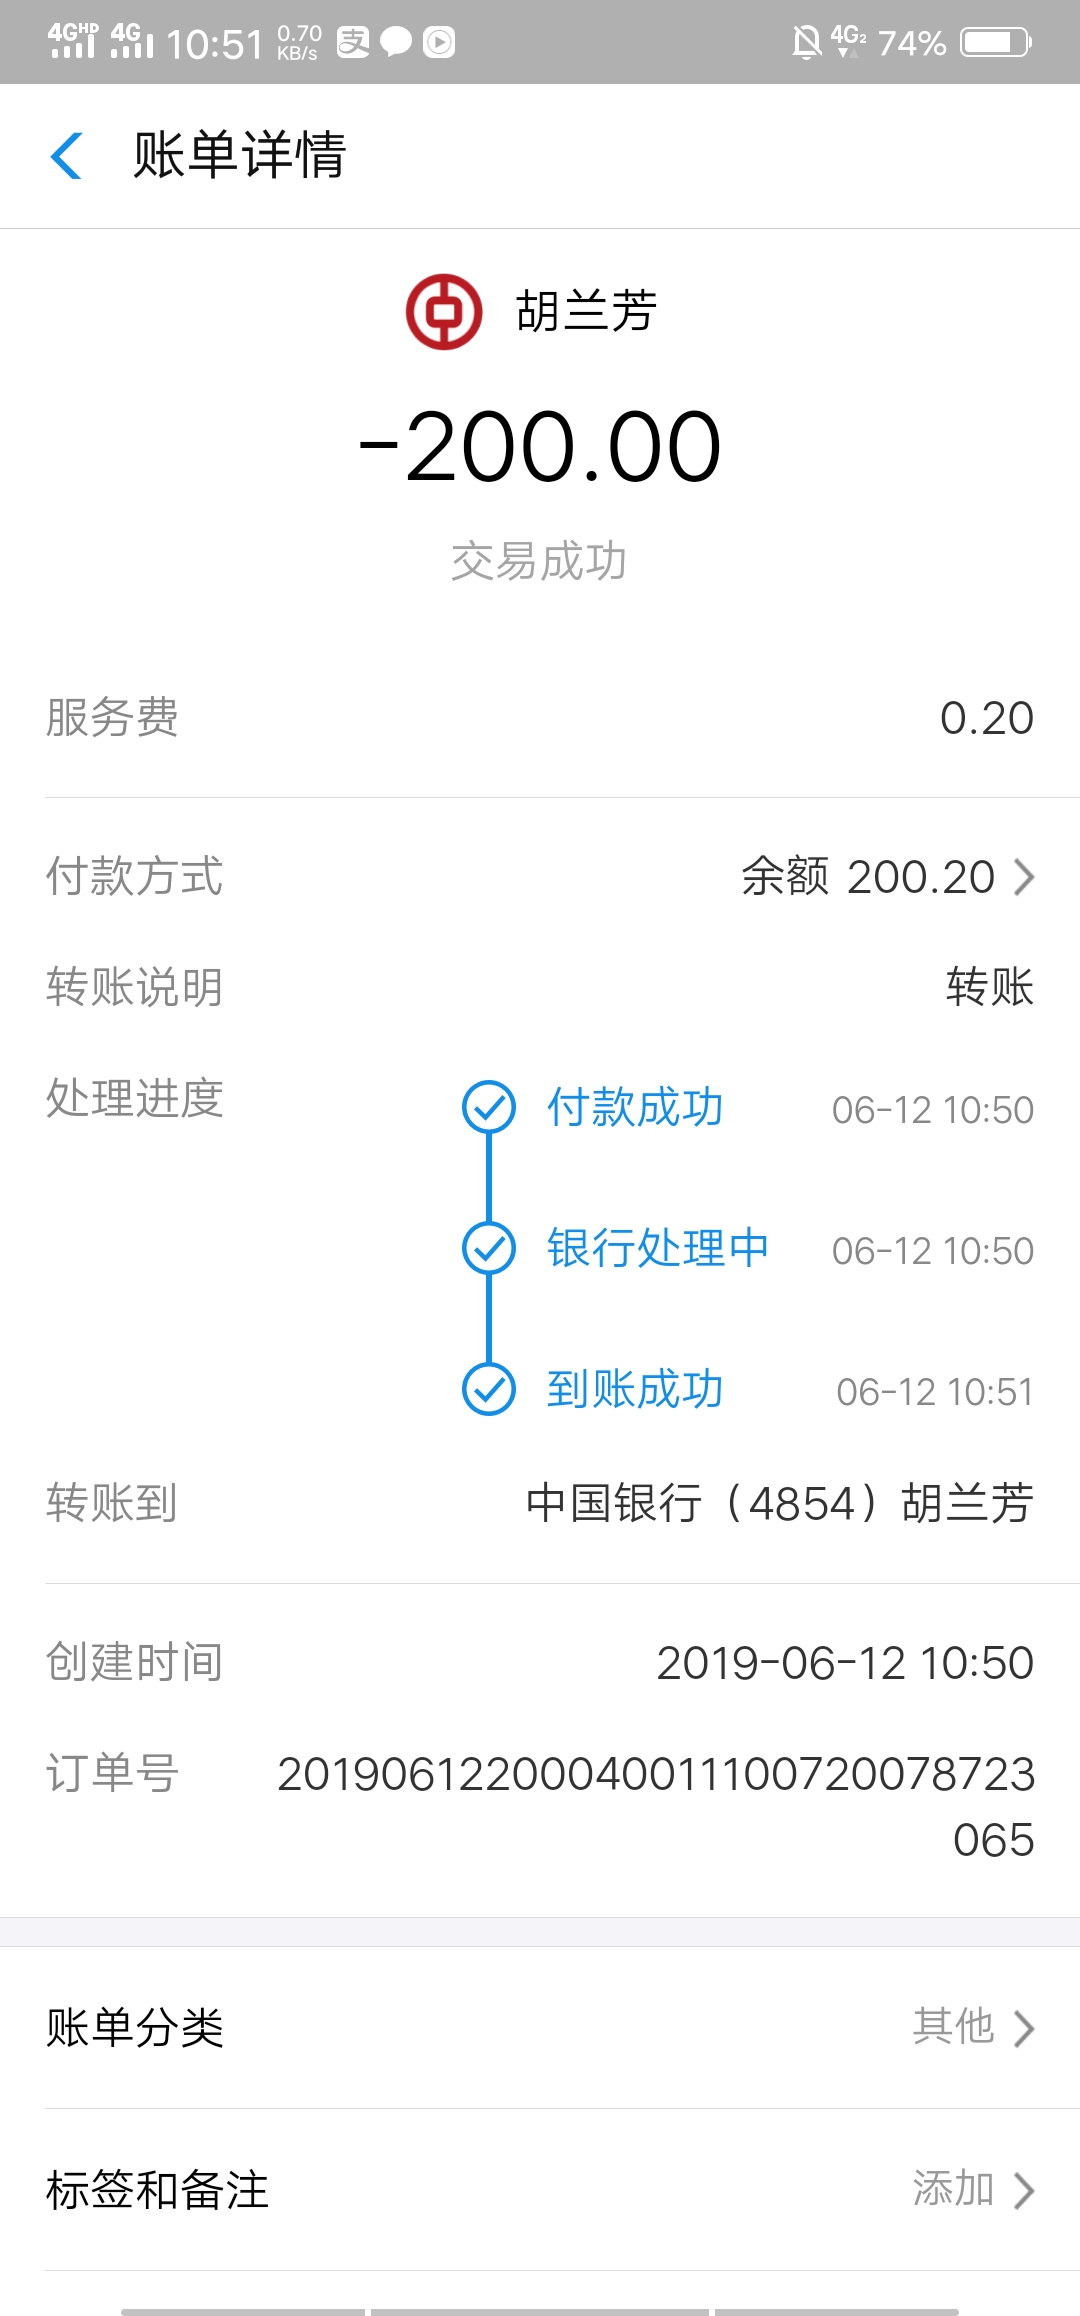 4GHD 4G 10:51 0.70 KB/s 支 4G2 74%
账单详情
胡兰芳
-200.00
交易成功
服务费 0.20
付款方式 余额 200.20
转账说明 转账
处理进度 付款成功 06-12 10:50
银行处理中 06-12 10:50
到账成功 06-12 10:51
转账到 中国银行（4854）胡兰芳
创建时间 2019-06-12 10:50
订单号 2019061220004001110072007872​3
065
账单分类 其他
标签和备注 添加